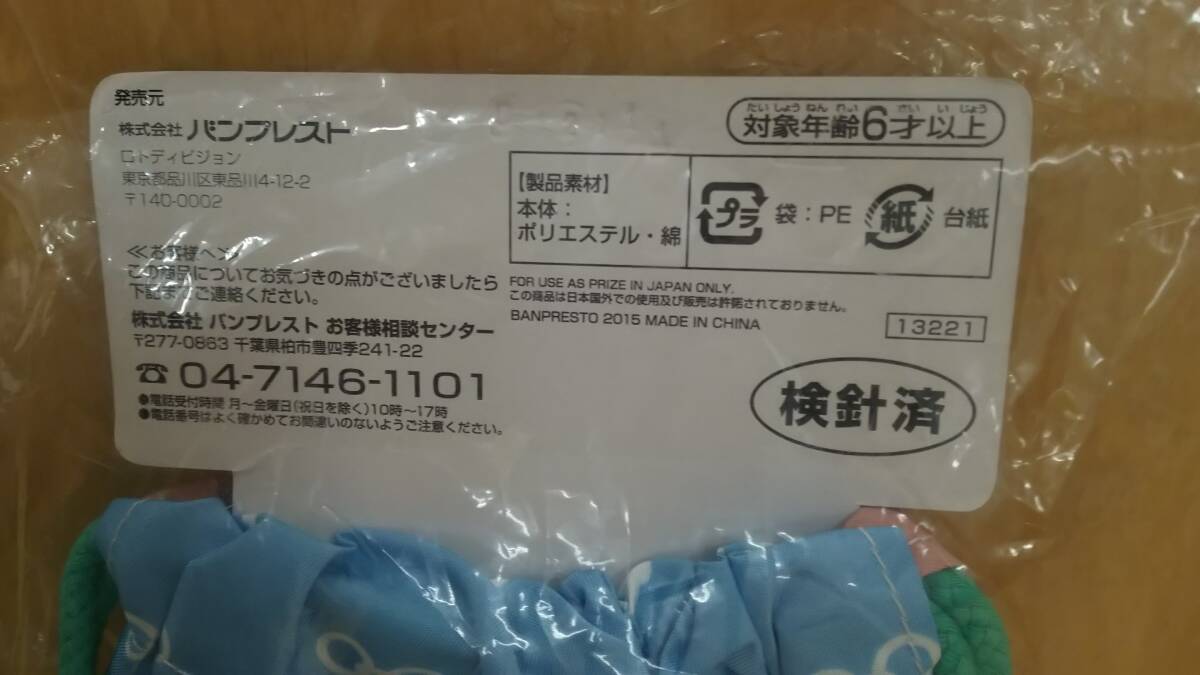 発売元
株式会社 バンプレスト
ロトディビジョン
東京都品川区東品川4-12-2
〒140-0002
≪お客様へ≫
この商品についてお気づきの点がございましたら
下記までご連絡ください。
株式会社 バンプレスト お客様相談センター
〒277-0863 千葉県柏市豊四季241-22
☎ 04-7146-1101
●電話受付時間 月〜金曜日(祝日を除く)10時〜17時
●電話番号はよく確かめてお間違いのないようご注意ください。
たいしょうねんれい さいいじょう
対象年齢6才以上
【製品素材】
本体：
ポリエステル・綿
プラ 袋：PE
紙 台紙
FOR USE AS PRIZE IN JAPAN ONLY.
この商品は日本国外での使用及び販売は許諾されておりません。
BANPRESTO 2015 MADE IN CHINA
13221
検針済